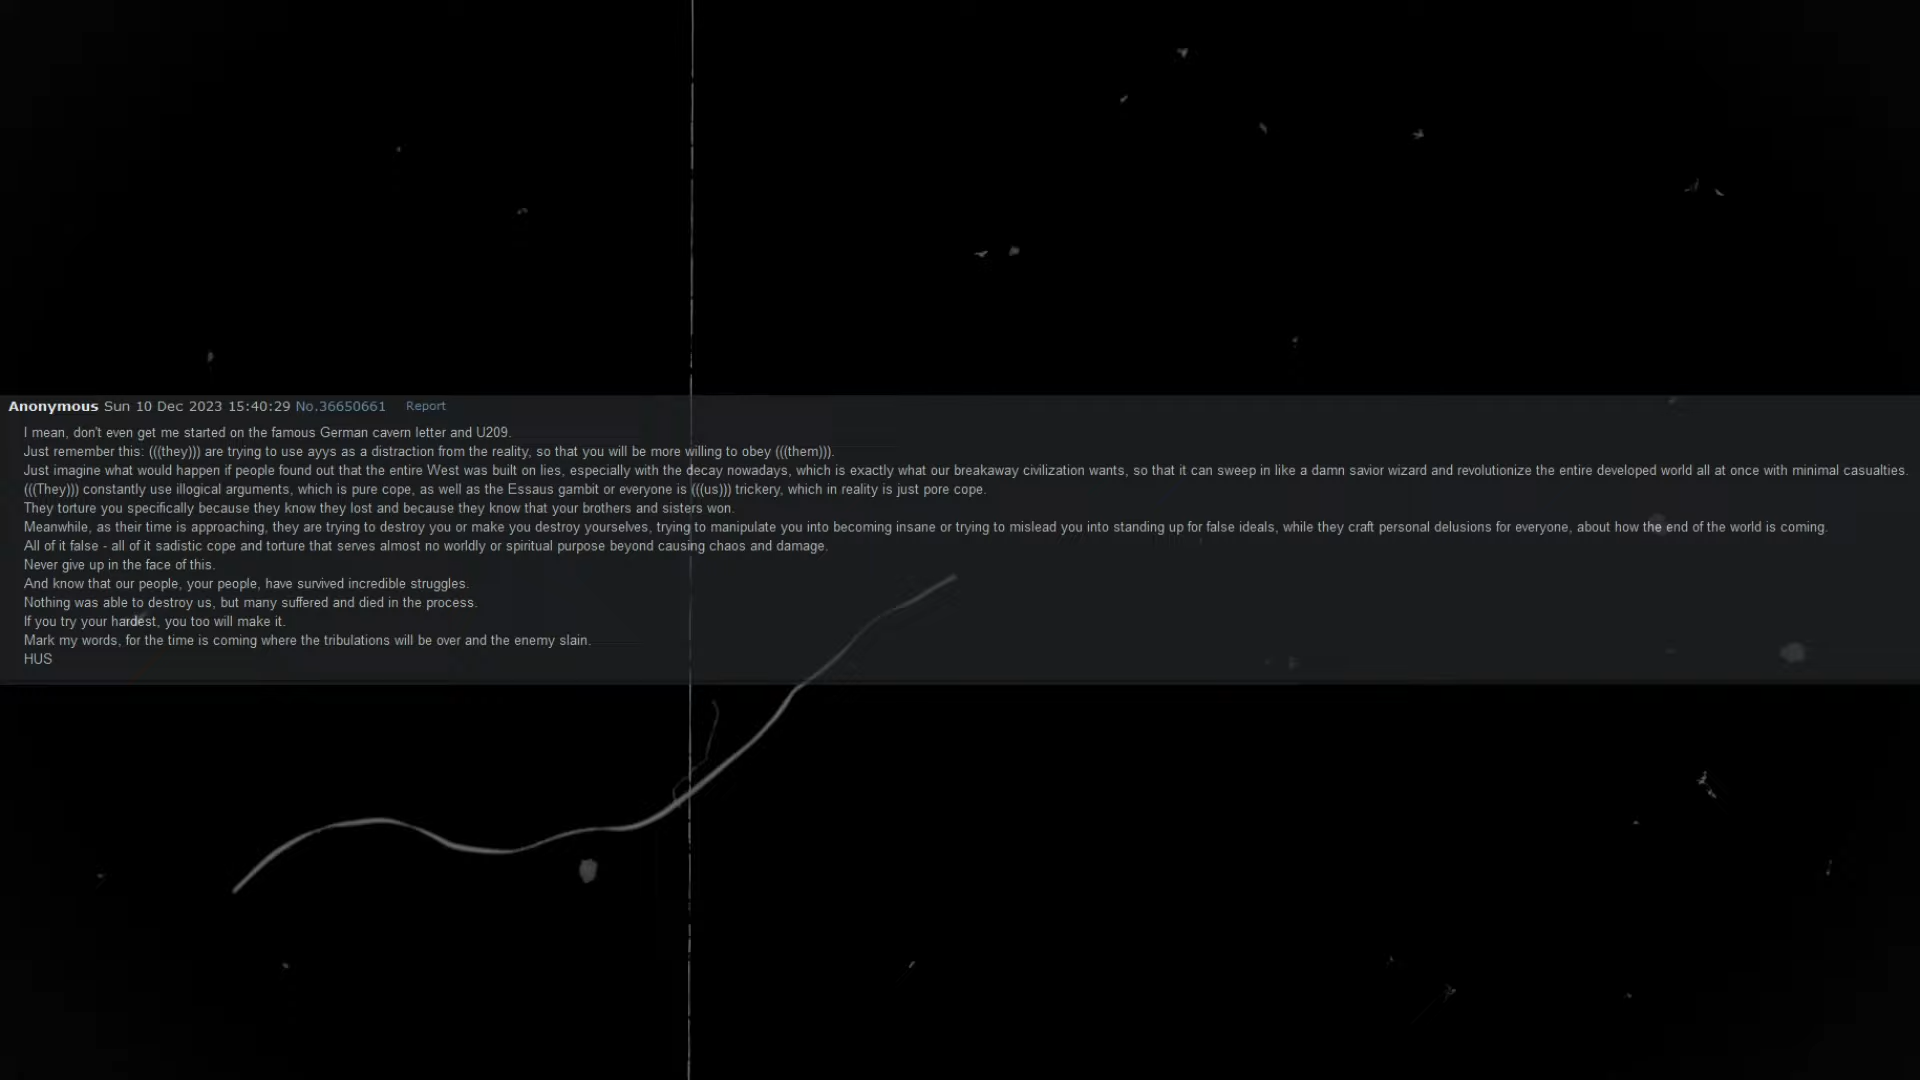 Anonymous Sun 10 Dec 2023 15:40:29 No.36650661 Report
I mean, don't even get me started on the famous German cavern letter and U209.
Just remember this: (((they))) are trying to use ayys as a distraction from the reality, so that you will be more willing to obey (((them))).
Just imagine what would happen if people found out that the entire West was built on lies, especially with the decay nowadays, which is exactly what our breakaway civilization wants, so that it can sweep in like a damn savior wizard and revolutionize the entire developed world all at once with minimal casualties.
(((They))) constantly use illogical arguments, which is pure cope, as well as the Essaus gambit or everyone is (((us))) trickery, which in reality is just pore cope.
They torture you specifically because they know they lost and because they know that your brothers and sisters won.
Meanwhile, as their time is approaching, they are trying to destroy you or make you destroy yourselves, trying to manipulate you into becoming insane or trying to mislead you into standing up for false ideals, while they craft personal delusions for everyone, about how the end of the world is coming.
All of it false - all of it sadistic cope and torture that serves almost no worldly or spiritual purpose beyond causing chaos and damage.
Never give up in the face of this.
And know that our people, your people, have survived incredible struggles.
Nothing was able to destroy us, but many suffered and died in the process.
If you try your hardest, you too will make it.
Mark my words, for the time is coming where the tribulations will be over and the enemy slain.
HUS